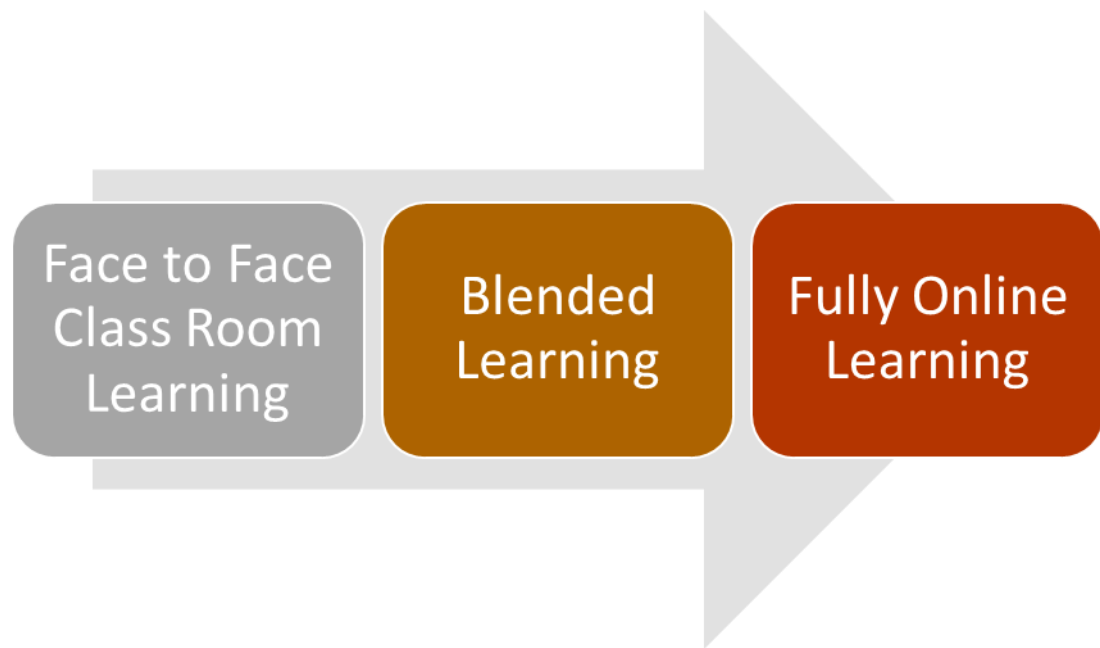 Face to Face
Class Room
Learning
Blended
Learning
Fully Online
Learning